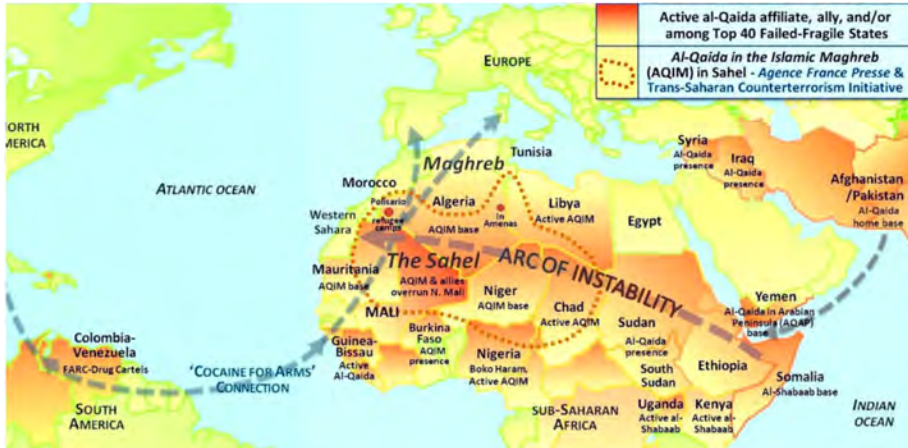 Active al-Qaida affiliate, ally, and/or
among Top 40 Failed-Fragile States
Al-Qaida in the Islamic Maghreb
(AQIM) in Sahel - Agence France Presse &
Trans-Saharan Counterterrorism Initiative
EUROPE
NORTH
AMERICA
ATLANTIC OCEAN
Maghreb
Tunisia
Morocco
Polisario
refugee
camps
Western
Sahara
Algeria
AQIM base
In
Amenas
Libya
Active AQIM
Egypt
Syria
Al-Qaida
presence
Iraq
Al-Qaida
presence
Afghanistan
/Pakistan
Al-Qaida
home base
Mauritania
AQIM base
The Sahel
AQIM & allies
overrun N. Mali
MALI
ARC OF INSTABILITY
Niger
AQIM base
Chad
Active AQIM
Sudan
Al-Qaida
presence
Yemen
Al-Qaida in Arabian
Peninsula (AQAP)
base
Colombia-
Venezuela
FARC-Drug Cartels
'COCAINE FOR ARMS'
CONNECTION
Guinea-
Bissau
Active
Al-Qaida
Burkina
Faso
AQIM
presence
Nigeria
Boko Haram,
Active AQIM
South
Sudan
Ethiopia
Somalia
Al-Shabaab base
Uganda
Active al-
Shabaab
Kenya
Active al-
Shabaab
SOUTH
AMERICA
SUB-SAHARAN
AFRICA
INDIAN
OCEAN